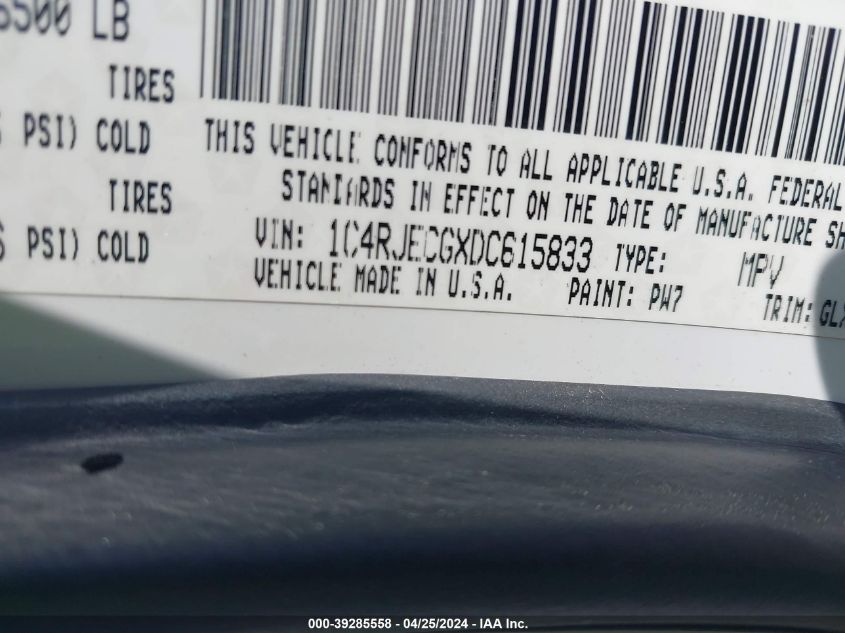 6500 LB
TIRES
PSI) COLD
THIS VEHICLE CONFORMS TO ALL APPLICABLE U.S.A. FEDERAL
TIRES
STANDARDS IN EFFECT ON THE DATE OF MANUFACTURE SH
PSI) COLD
VIN: 1C4RJECGXDC615833 TYPE: MPV
VEHICLE MADE IN U.S.A. PAINT: PW7 TRIM: GLX
000-39285558 - 04/25/2024 - IAA Inc.